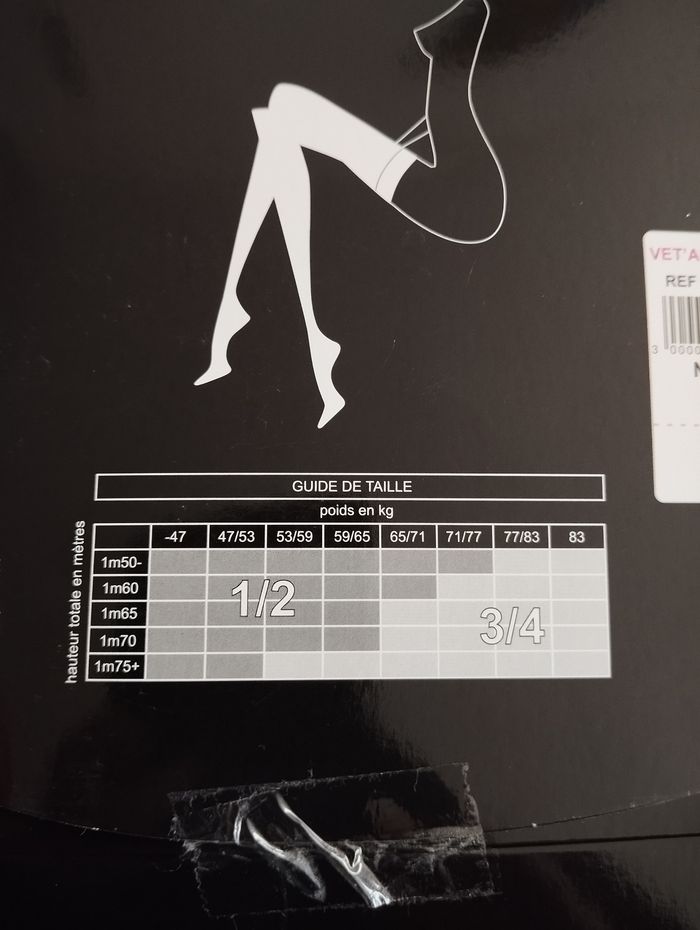 VET'A
REF
3 0000
GUIDE DE TAILLE
poids en kg
hauteur totale en mètres
-47 47/53 53/59 59/65 65/71 71/77 77/83 83
1m50-
1m60
1m65
1m70
1m75+
1/2
3/4